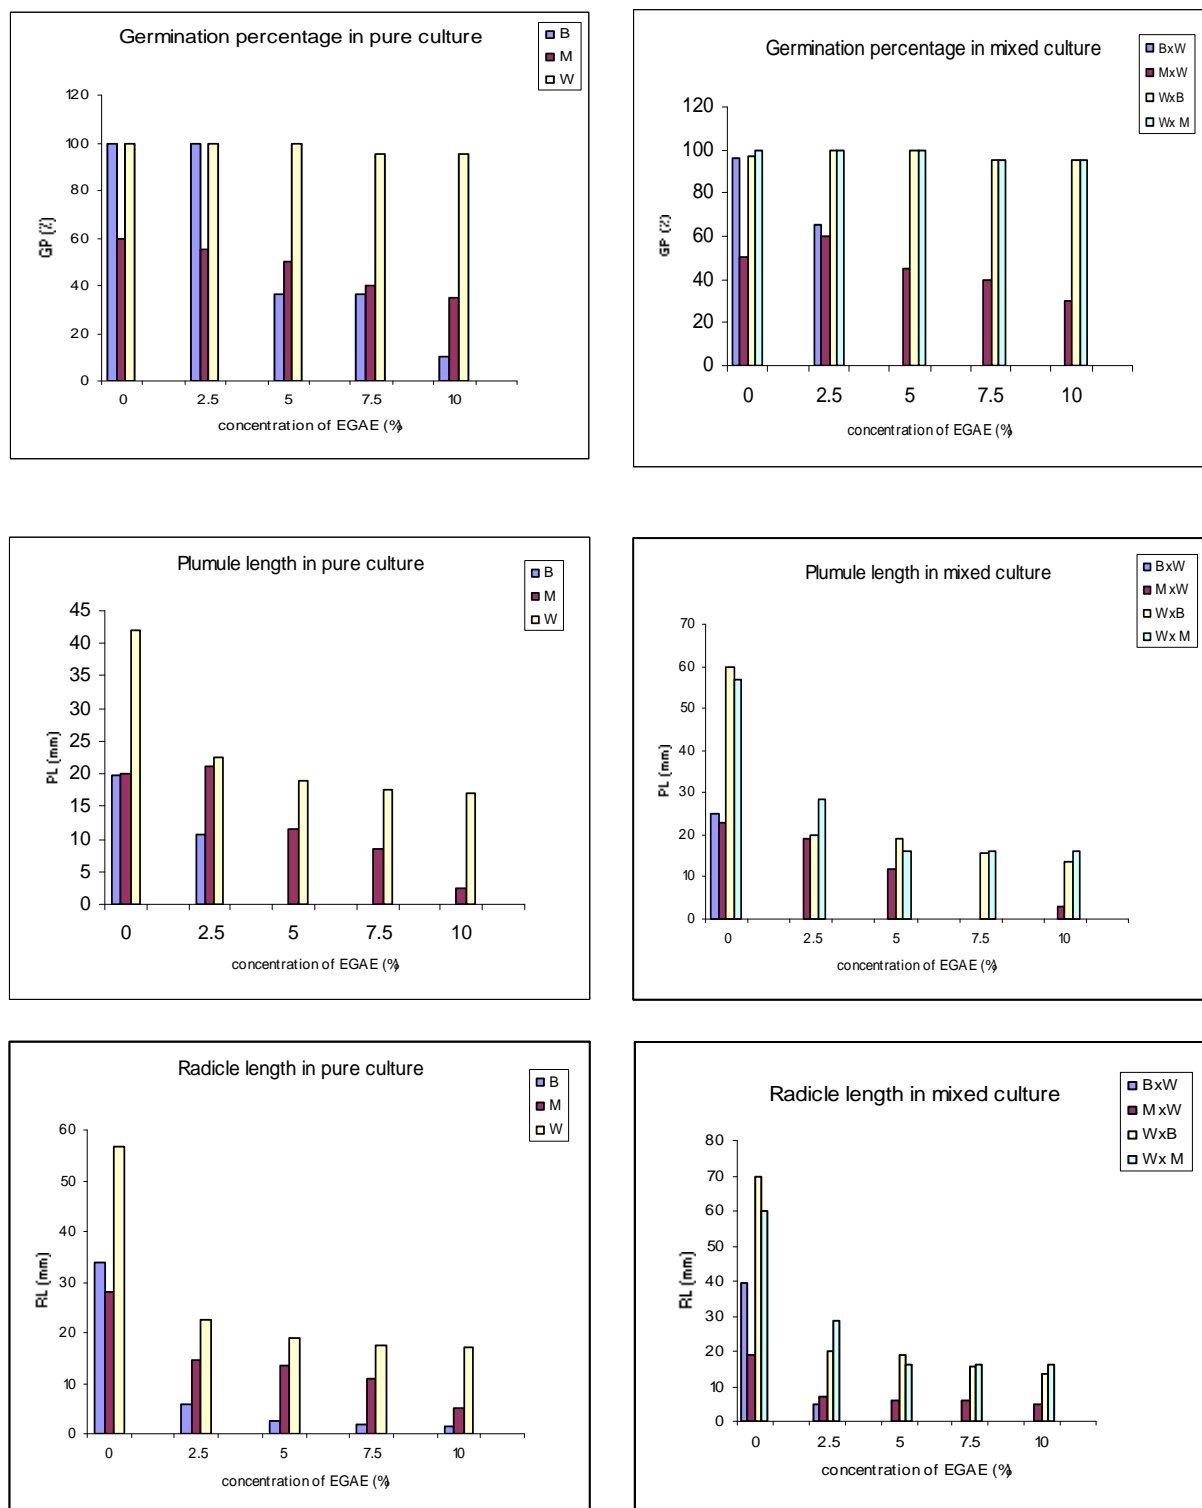 Germination percentage in pure culture
B
M
W
120
100
80
60
40
20
0
GP (%)
0 2.5 5 7.5 10
concentration of EGAE (%)
Germination percentage in mixed culture
BxW
MxW
WxB
Wx M
120
100
80
60
40
20
0
GP (%)
0 2.5 5 7.5 10
concentration of EGAE (%)
Plumule length in pure culture
B
M
W
45
40
35
30
25
20
15
10
5
0
PL (mm)
0 2.5 5 7.5 10
concentration of EGAE (%)
Plumule length in mixed culture
BxW
MxW
WxB
Wx M
70
60
50
40
30
20
10
0
PL (mm)
0 2.5 5 7.5 10
concentration of EGAE (%)
Radicle length in pure culture
B
M
W
60
50
40
30
20
10
0
RL (mm)
0 2.5 5 7.5 10
concentration of EGAE (%)
Radicle length in mixed culture
BxW
MxW
WxB
Wx M
80
70
60
50
40
30
20
10
0
RL (mm)
0 2.5 5 7.5 10
concentration of EGAE (%)